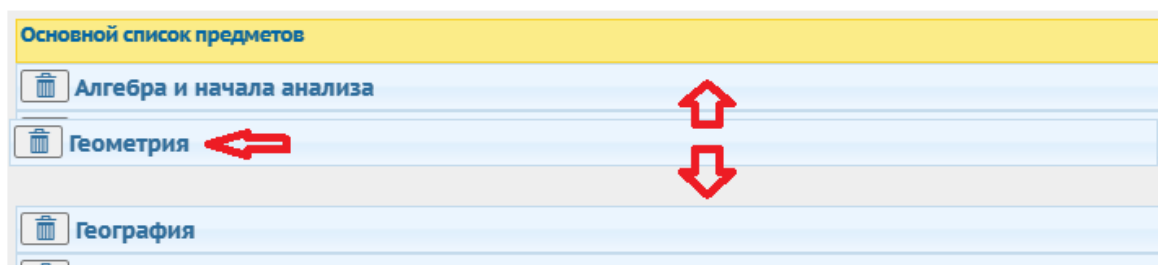 Основной список предметов
Алгебра и начала анализа
Геометрия
География